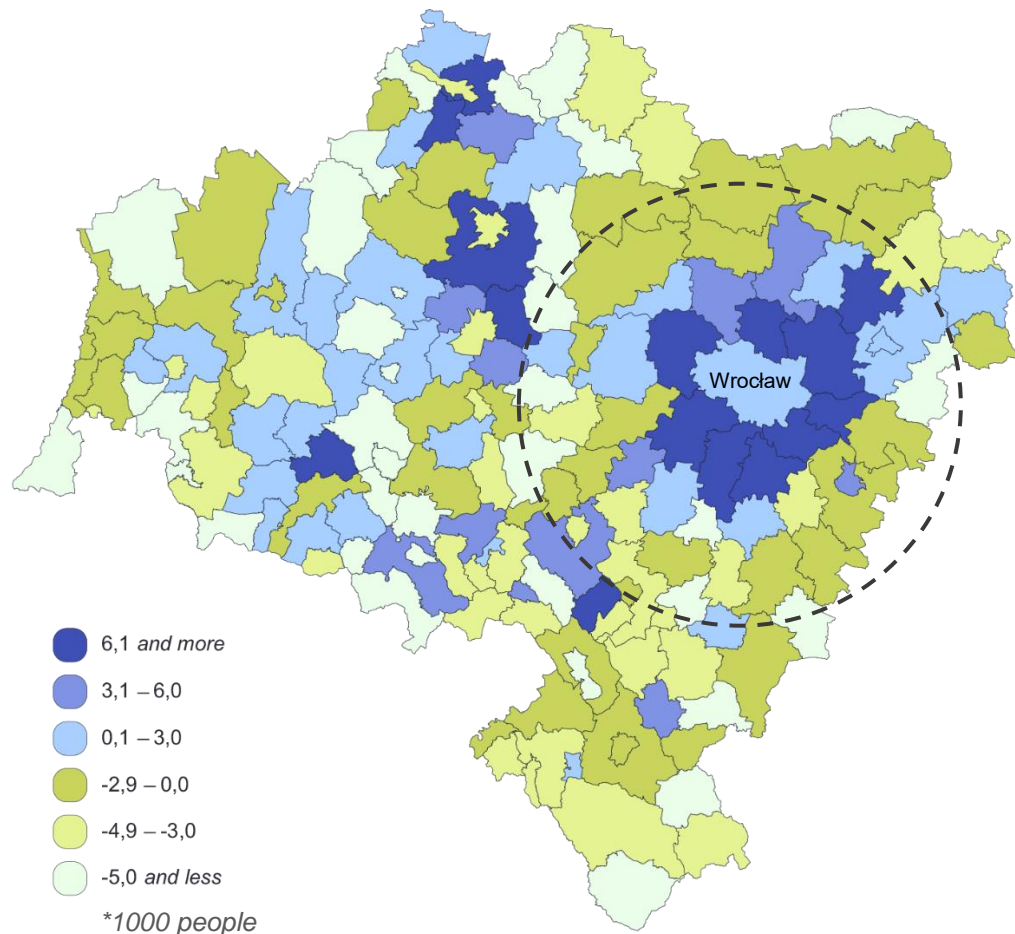 Wrocław
6,1 and more
3,1 – 6,0
0,1 – 3,0
-2,9 – 0,0
-4,9 – -3,0
-5,0 and less
*1000 people